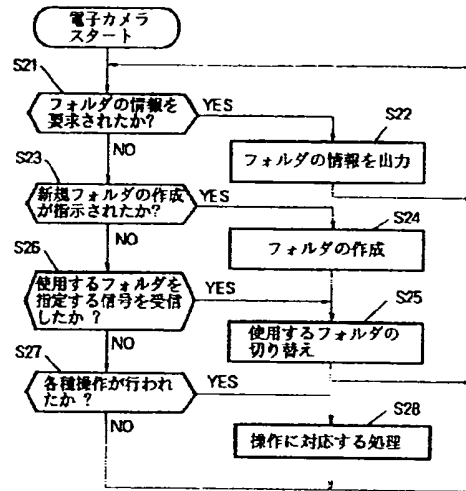 電子カメラ
スタート
S21
フォルダの情報を
要求されたか?
YES
S22
フォルダの情報を出力
NO
S23
新規フォルダの作成
が指示されたか?
YES
S24
フォルダの作成
NO
S26
使用するフォルダを
指定する信号を受信
したか ?
YES
S25
使用するフォルダの
切り替え
NO
S27
各種操作が行われ
たか ?
YES
S28
操作に対応する処理
NO